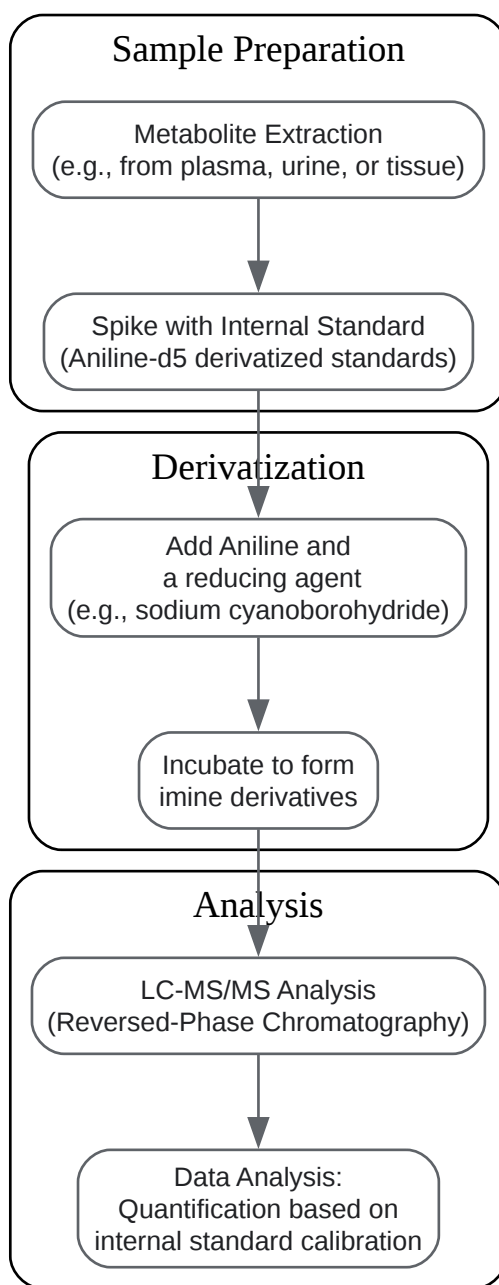 Sample Preparation
Metabolite Extraction
(e.g., from plasma, urine, or tissue)
Spike with Internal Standard
(Aniline-d5 derivatized standards)
Derivatization
Add Aniline and
a reducing agent
(e.g., sodium cyanoborohydride)
Incubate to form
imine derivatives
Analysis
LC-MS/MS Analysis
(Reversed-Phase Chromatography)
Data Analysis:
Quantification based on
internal standard calibration